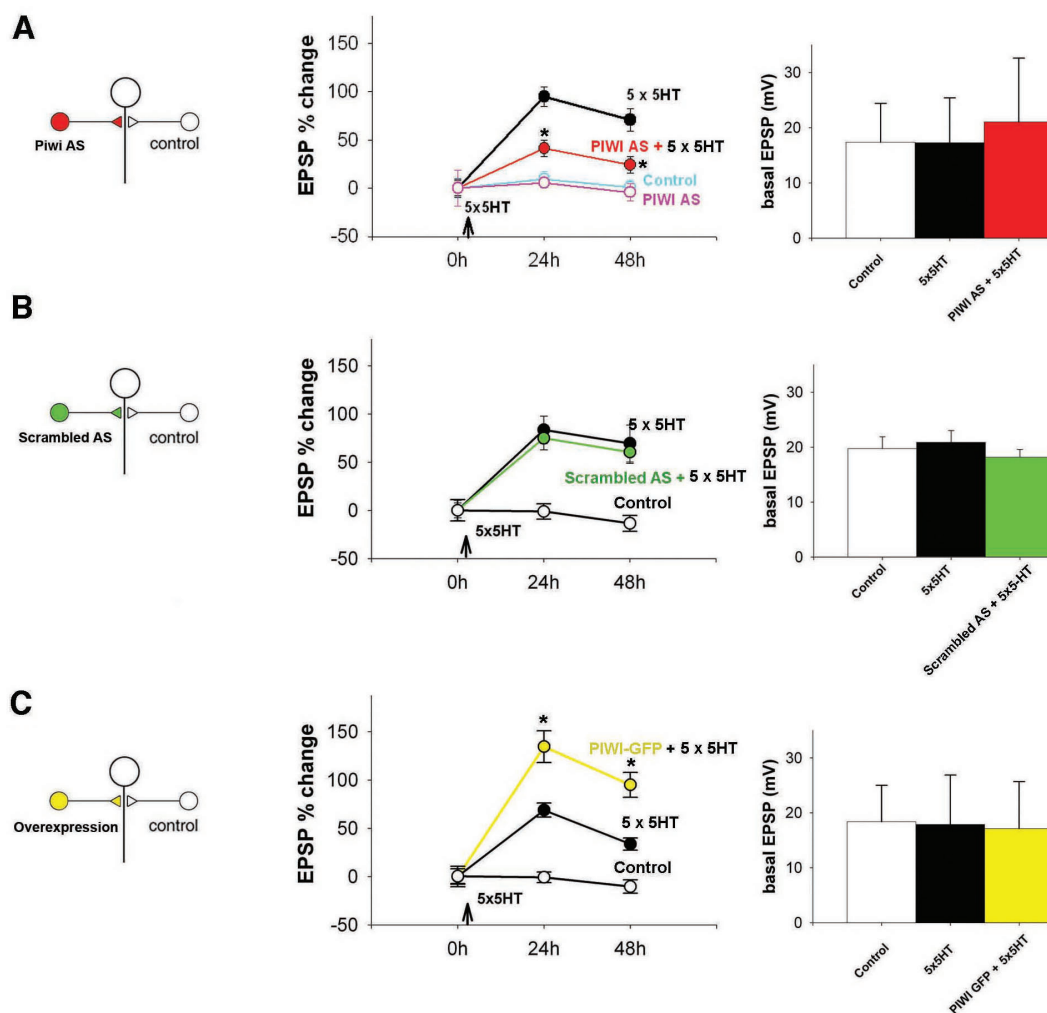 A
Piwi AS
control
EPSP % change
150
100
50
0
-50
5 x 5HT
*
PIWI AS + 5 x 5HT
*
Control
PIWI AS
5x5HT
0h 24h 48h
basal EPSP (mV)
30
20
10
0
Control
5x5HT
PIWI AS + 5x5HT
B
Scrambled AS
control
EPSP % change
150
100
50
0
-50
5 x 5HT
Scrambled AS + 5 x 5HT
Control
5x5HT
0h 24h 48h
basal EPSP (mV)
30
20
10
0
Control
5x5HT
Scrambled AS + 5x5-HT
C
Overexpression
control
EPSP % change
150
100
50
0
-50
*
PIWI-GFP + 5 x 5HT
*
5 x 5HT
Control
5x5HT
0h 24h 48h
basal EPSP (mV)
30
20
10
0
Control
5x5HT
PIWI GFP + 5x5HT